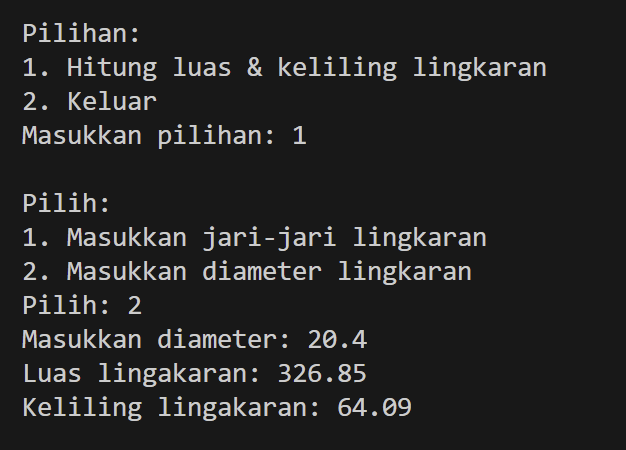 Pilihan:
1. Hitung luas & keliling lingkaran
2. Keluar
Masukkan pilihan: 1
Pilih:
1. Masukkan jari-jari lingkaran
2. Masukkan diameter lingkaran
Pilih: 2
Masukkan diameter: 20.4
Luas lingakaran: 326.85
Keliling lingakaran: 64.09